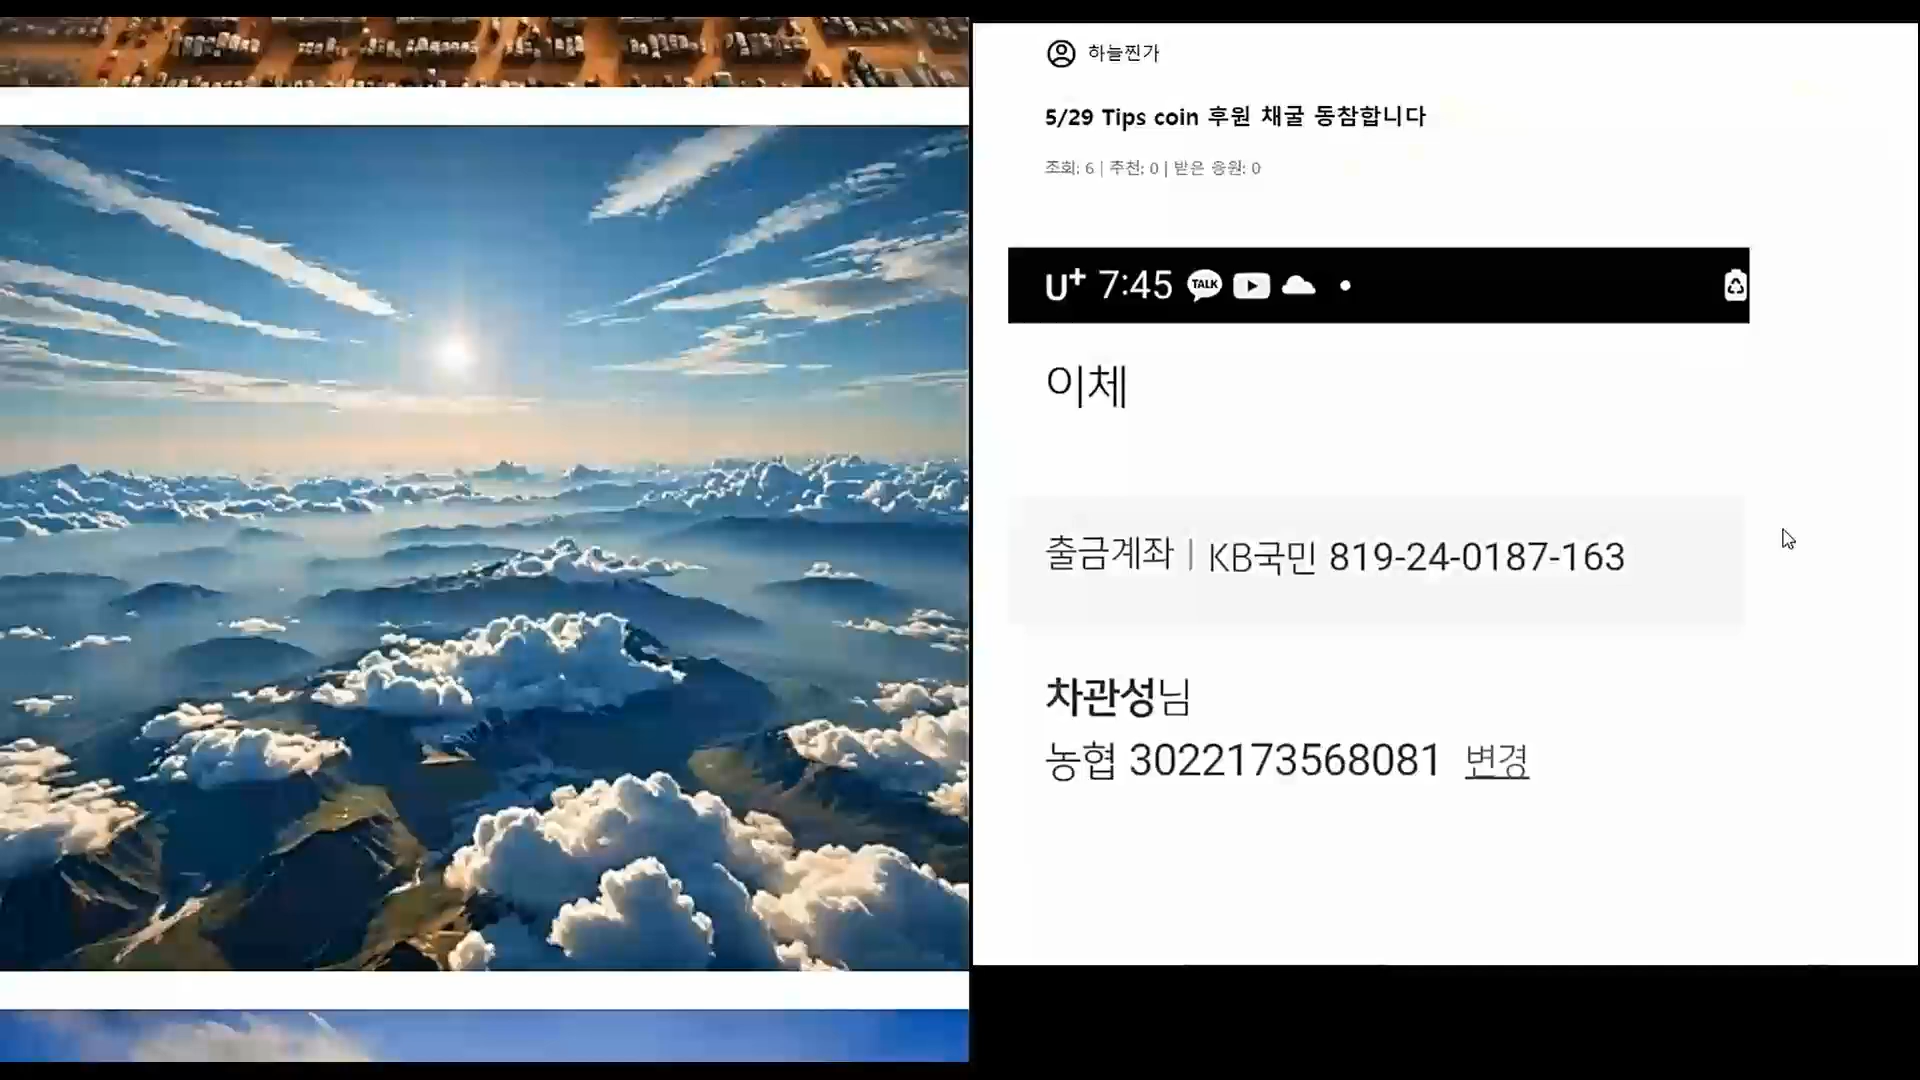 하늘찐가
5/29 Tips coin 후원 채굴 동참합니다
조회: 6 | 추천: 0 | 받은 응원: 0
U+ 7:45 TALK
이체
출금계좌 | KB국민 819-24-0187-163
차관성님
농협 3022173568081 변경